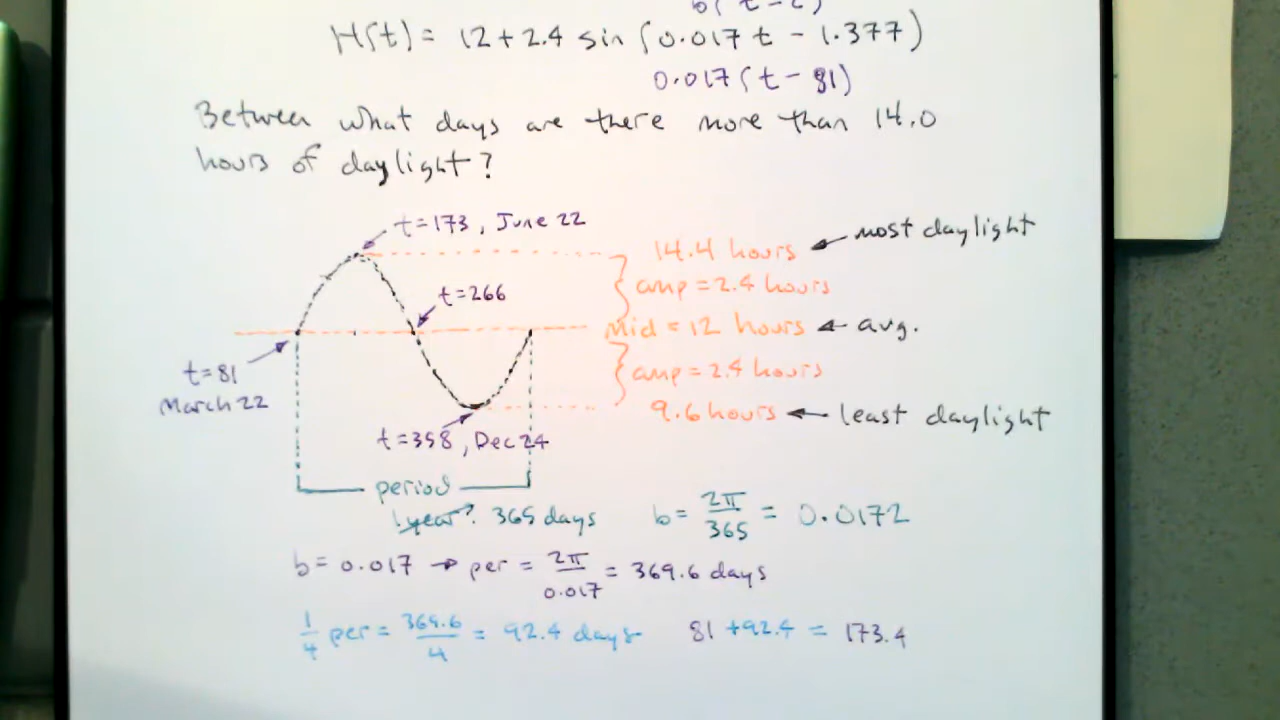 b(t-c)
H(t) = 12 + 2.4 sin (0.017 t - 1.377)
0.017(t - 81)
Between what days are there more than 14.0
hours of daylight?
t=173, June 22
14.4 hours ← most daylight
amp = 2.4 hours
t=266
Mid = 12 hours ← avg.
t=81
March 22
amp = 2.4 hours
9.6 hours ← least daylight
t=358, Dec 24
period
1 year? 365 days
b = 2π/365 = 0.0172
b = 0.017 → per = 2π/0.017 = 369.6 days
1/4 per = 369.6/4 = 92.4 days
81 + 92.4 = 173.4